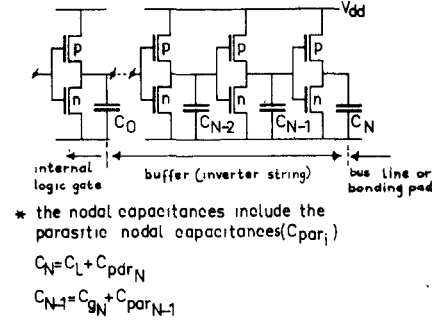 Vdd
p p p p
n n n n
C0 CN-2 CN-1 CN
internal logic gate
buffer (inverter string)
bus line or bonding pad
* the nodal capacitances include the
parasitic nodal capacitances(Cpari)
CN=CL+CparN
CN-1=CgN+CparN-1